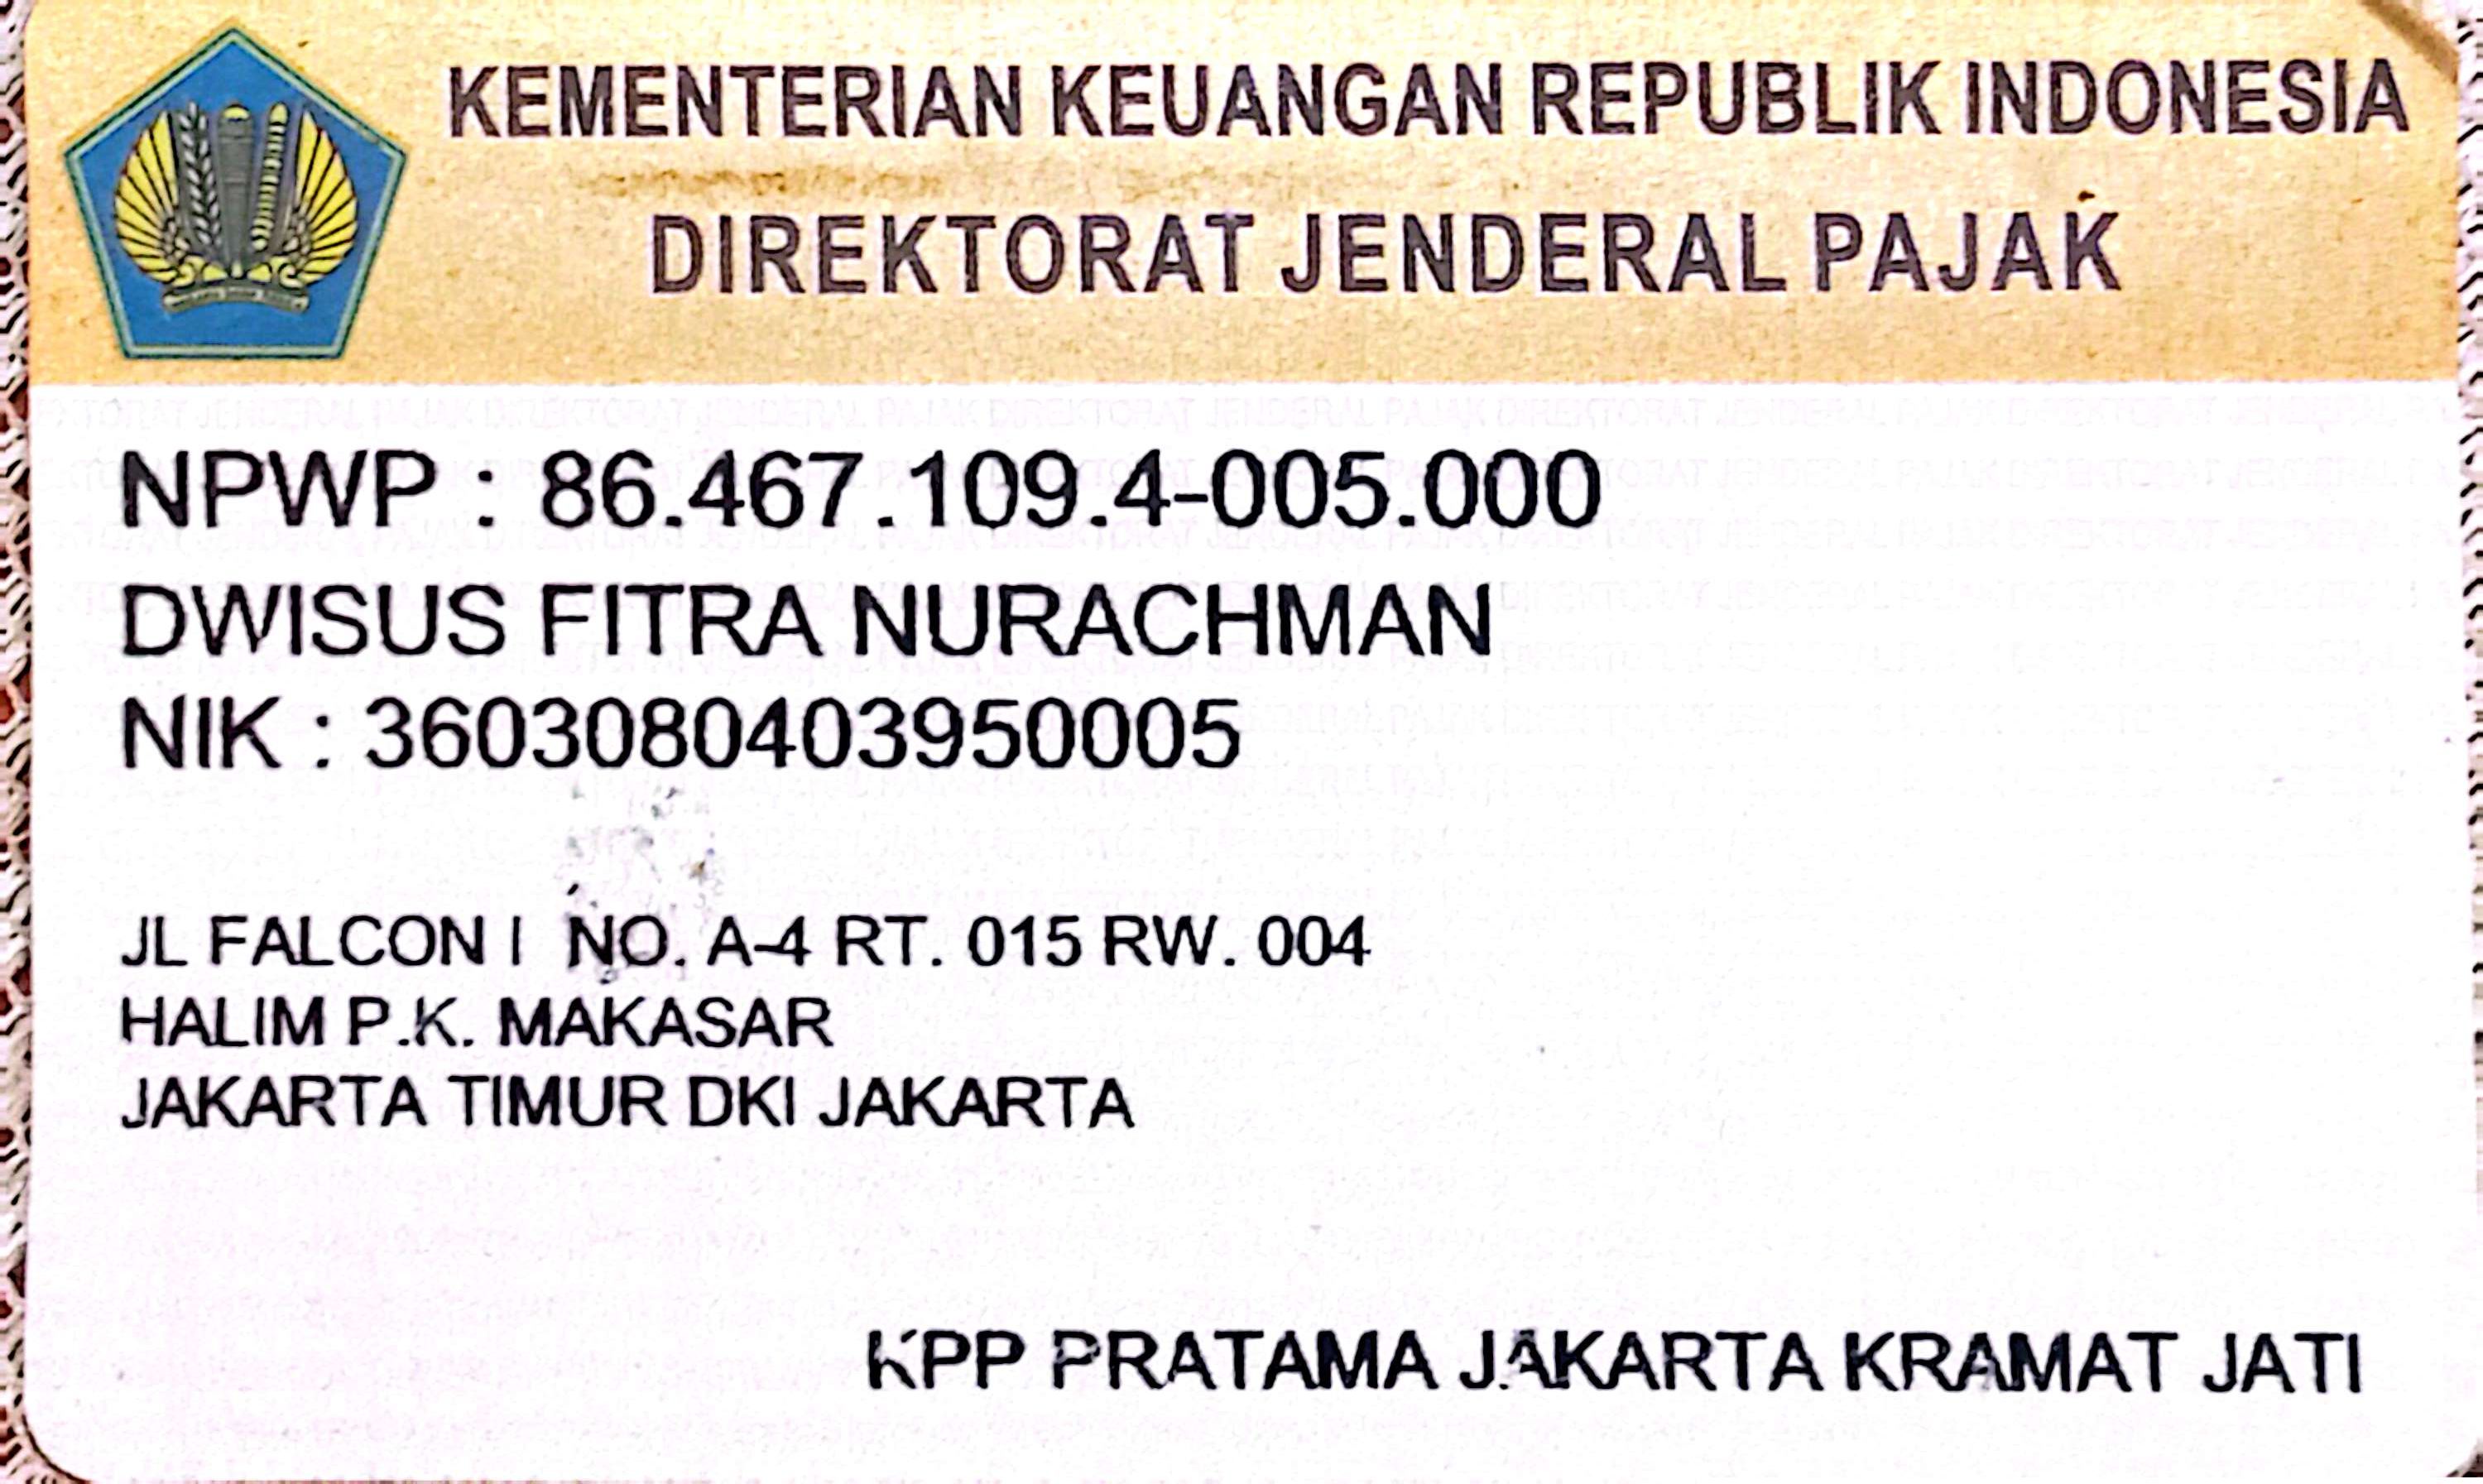 KEMENTERIAN KEUANGAN REPUBLIK INDONESIA
DIREKTORAT JENDERAL PAJAK
NPWP : 86.467.109.4-005.000
DWISUS FITRA NURACHMAN
NIK : 3603080403950005
JL FALCON I NO. A-4 RT. 015 RW. 004
HALIM P.K. MAKASAR
JAKARTA TIMUR DKI JAKARTA
KPP PRATAMA JAKARTA KRAMAT JATI